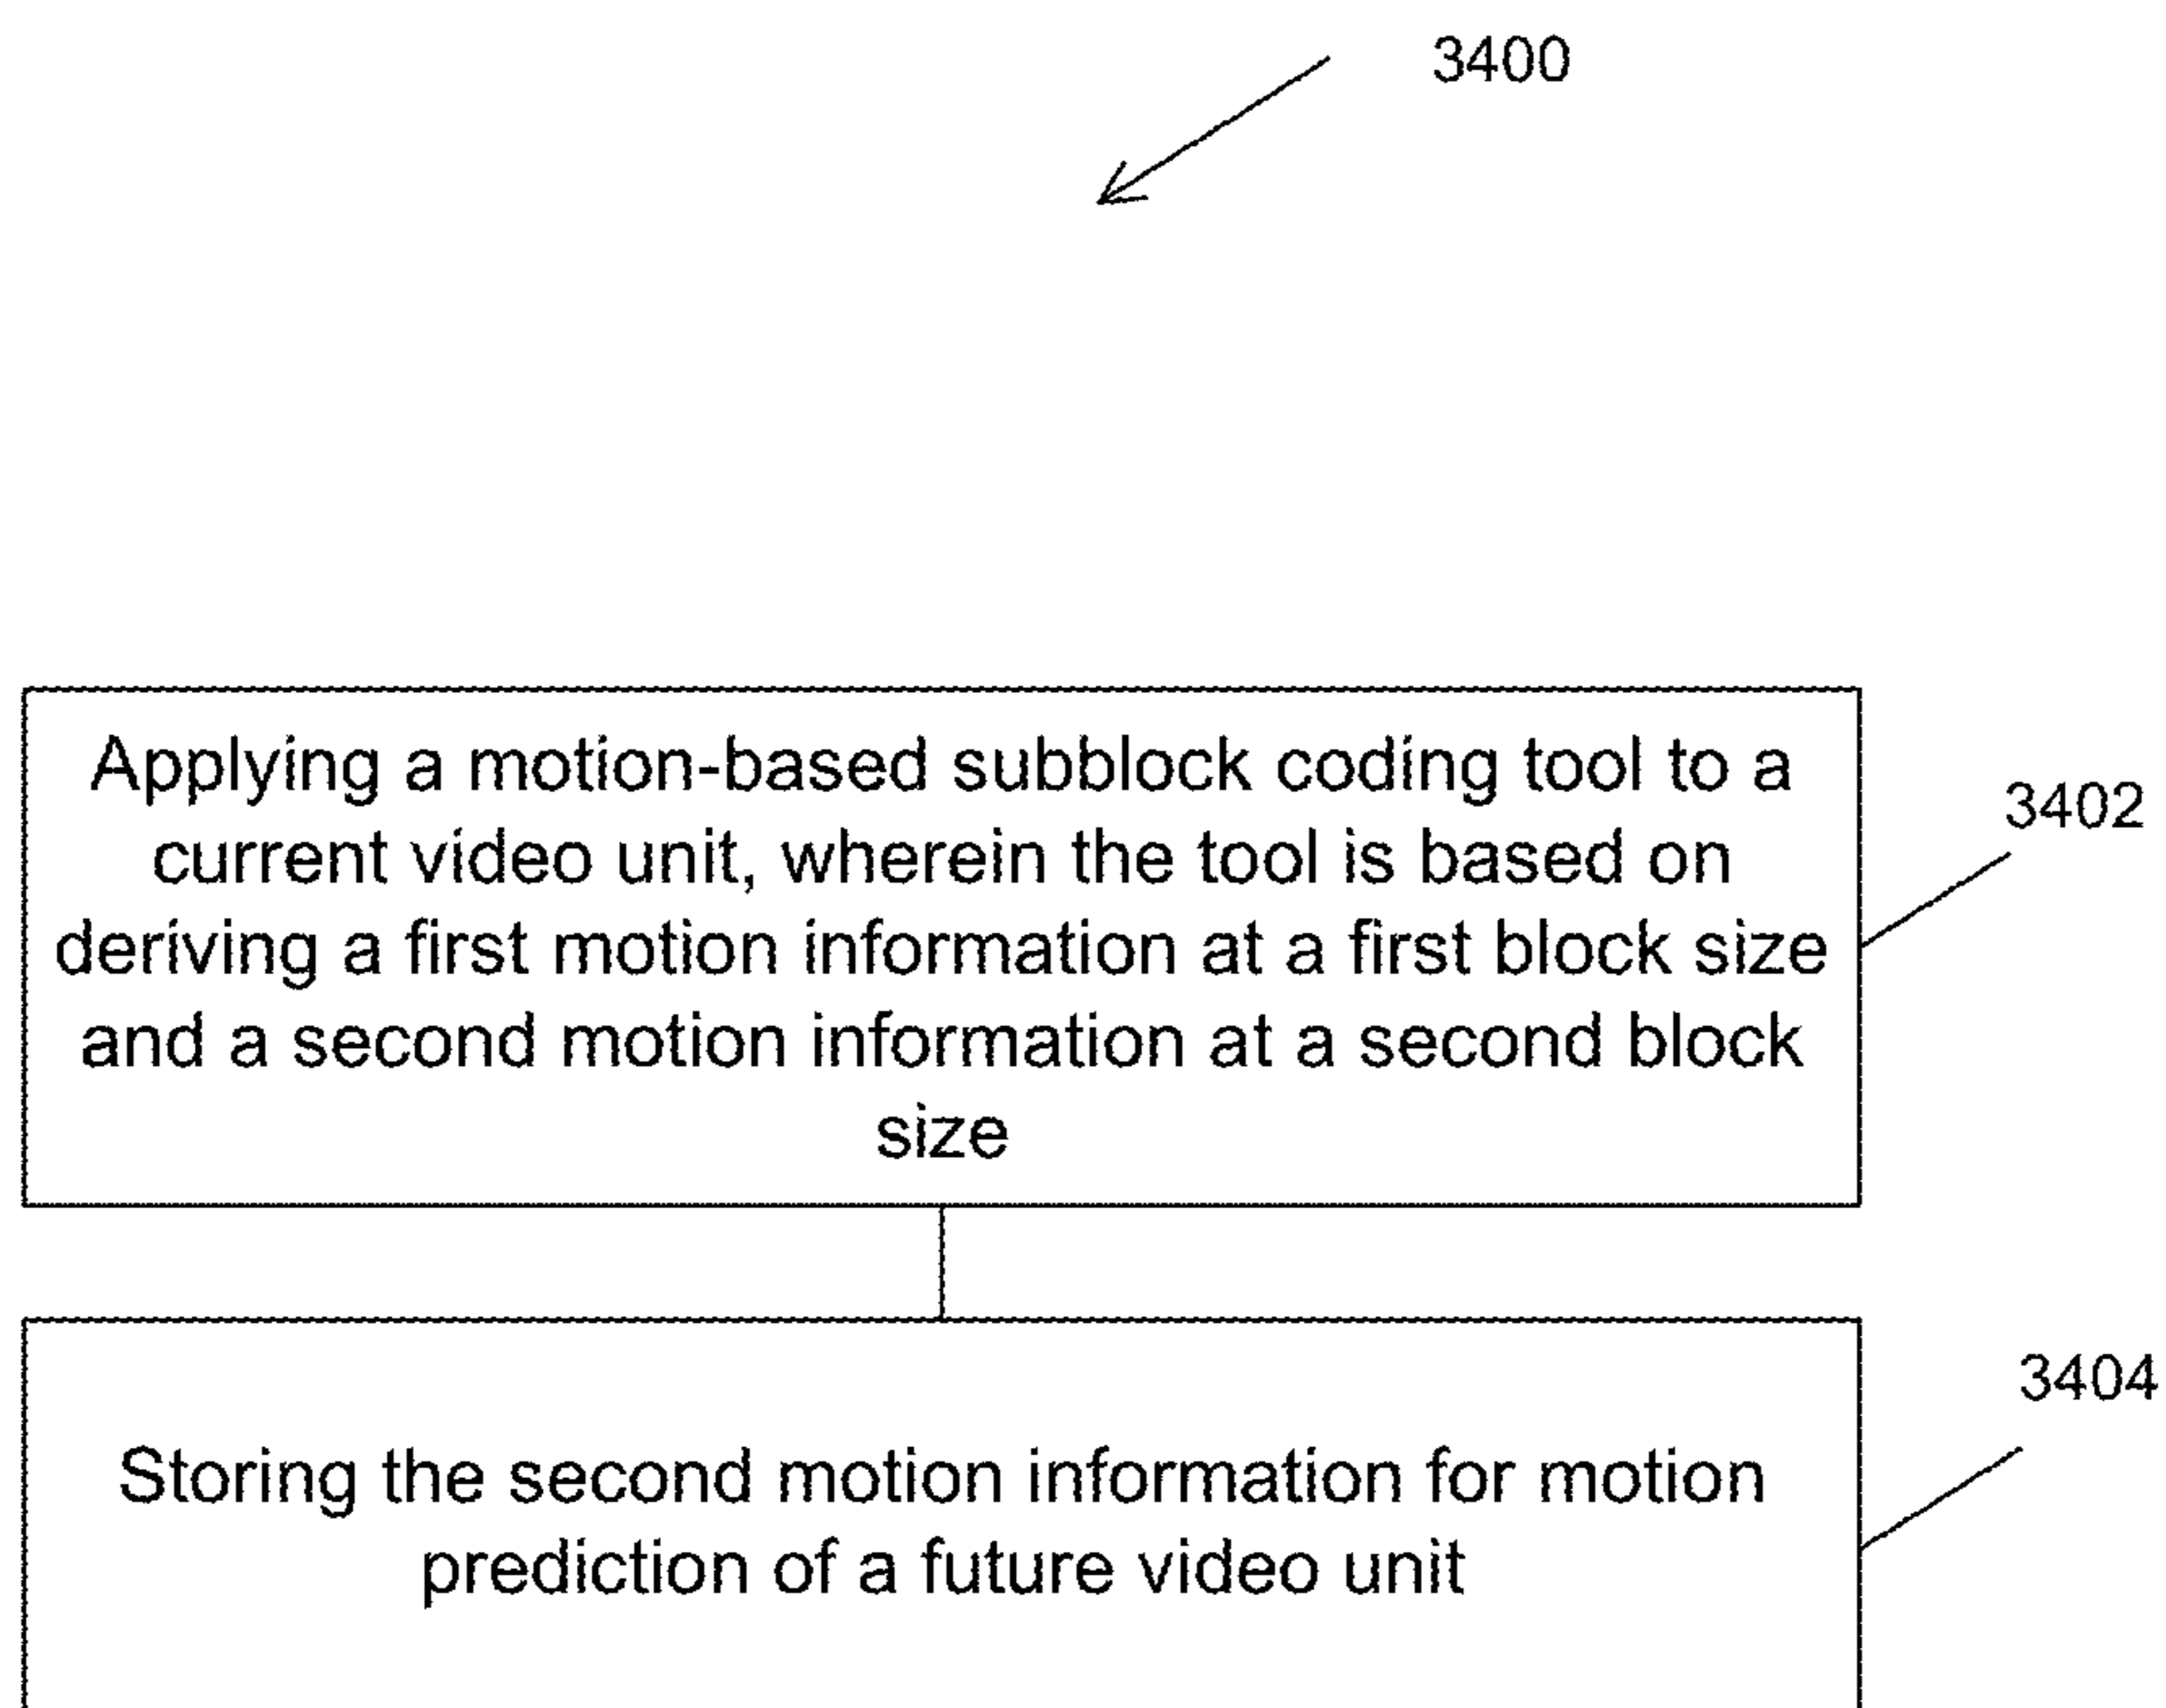 3400
Applying a motion-based subblock coding tool to a
current video unit, wherein the tool is based on
deriving a first motion information at a first block size
and a second motion information at a second block
size
3402
Storing the second motion information for motion
prediction of a future video unit
3404